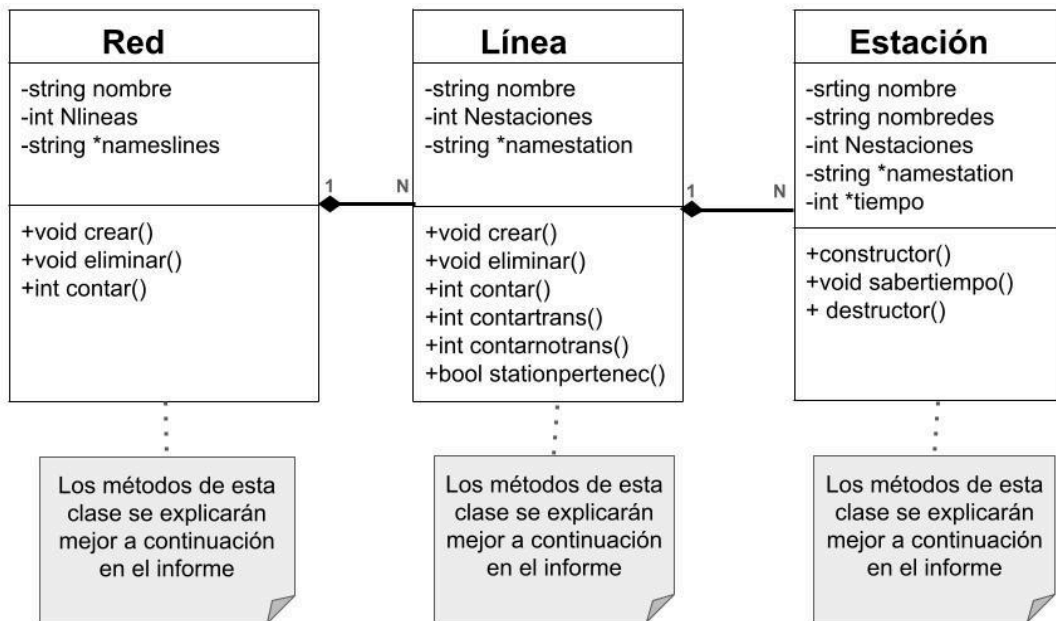 Red
-string nombre
-int Nlineas
-string *nameslines
+void crear()
+void eliminar()
+int contar()
1
N
Línea
-string nombre
-int Nestaciones
-string *namestation
+void crear()
+void eliminar()
+int contar()
+int contartrans()
+int contarnotrans()
+bool stationpertenec()
1
N
Estación
-srting nombre
-string nombredes
-int Nestaciones
-string *namestation
-int *tiempo
+constructor()
+void sabertiempo()
+ destructor()
Los métodos de esta
clase se explicarán
mejor a continuación
en el informe
Los métodos de esta
clase se explicarán
mejor a continuación
en el informe
Los métodos de esta
clase se explicarán
mejor a continuación
en el informe